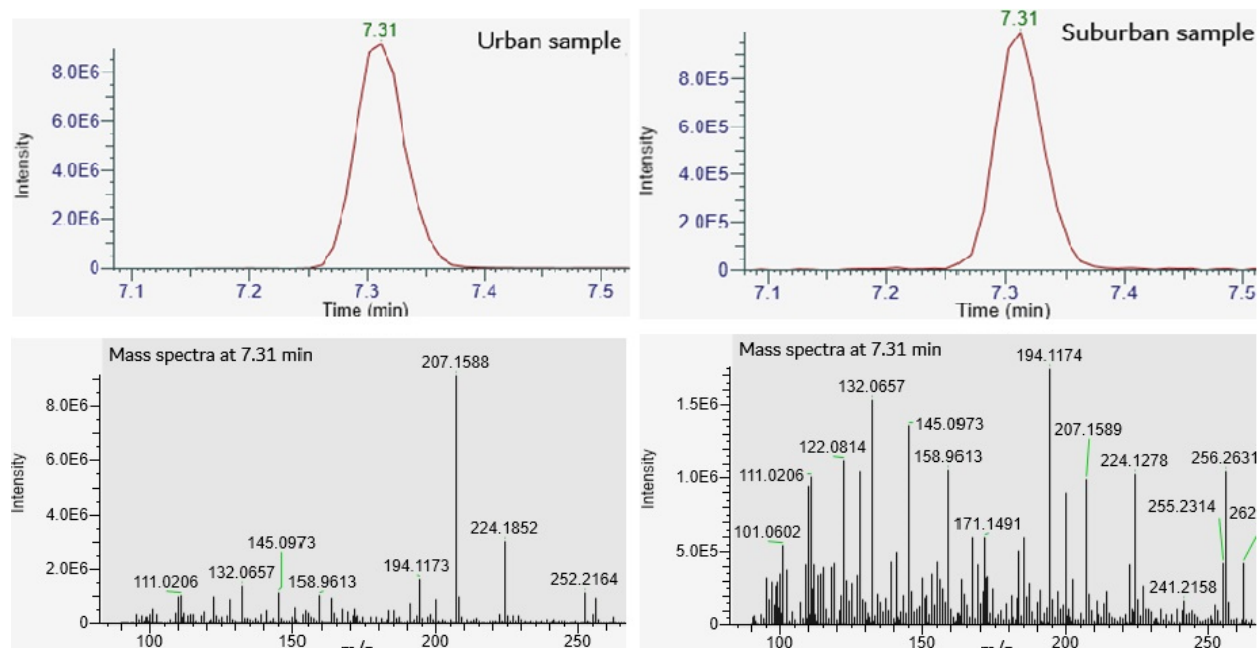 7.31
Urban sample
Intensity
8.0E6
6.0E6
4.0E6
2.0E6
0
7.1
7.2
7.3
7.4
7.5
Time (min)
7.31
Suburban sample
Intensity
8.0E5
6.0E5
4.0E5
2.0E5
0
7.1
7.2
7.3
7.4
7.5
Time (min)
Mass spectra at 7.31 min
207.1588
Intensity
8.0E6
6.0E6
4.0E6
2.0E6
0
224.1852
145.0973
194.1173
111.0206
132.0657
158.9613
252.2164
100
150
200
250
m/z
Mass spectra at 7.31 min
194.1174
Intensity
1.5E6
1.0E6
5.0E5
0.0
132.0657
145.0973
207.1589
122.0814
158.9613
224.1278
256.2631
111.0206
255.2314
262
101.0602
171.1491
241.2158
100
150
200
250
m/z